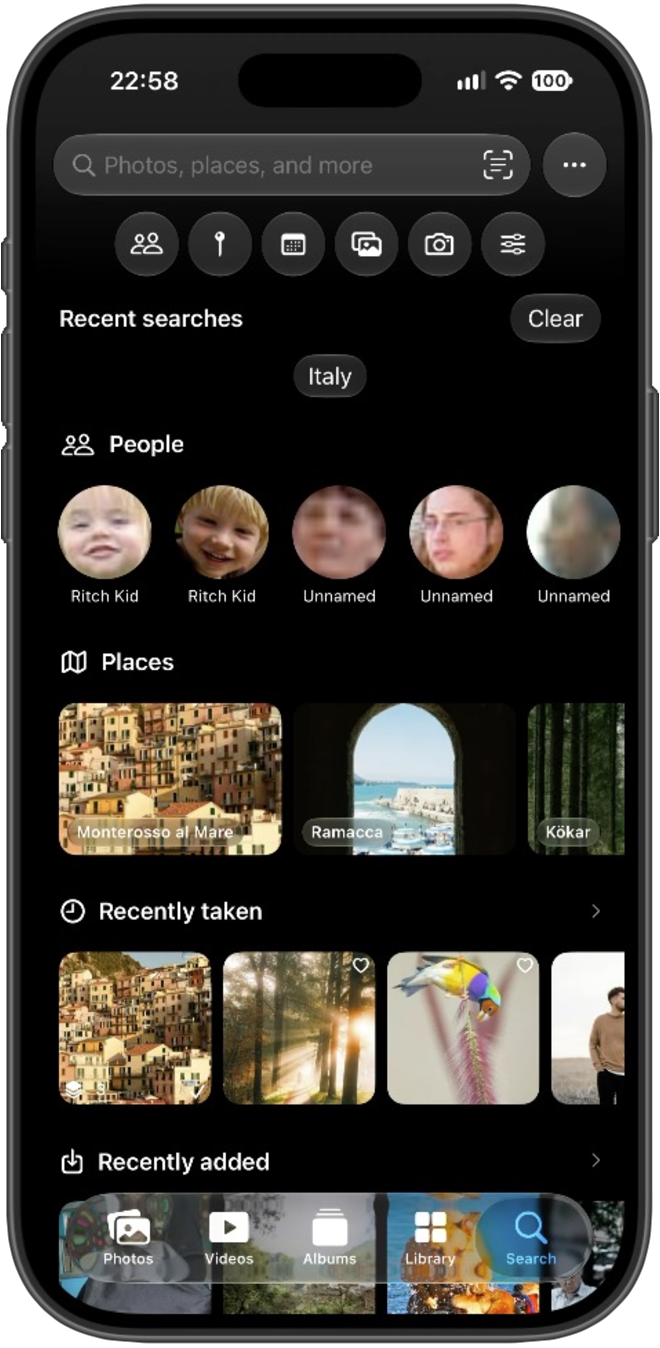 22:58
100
Photos, places, and more
Recent searches
Clear
Italy
People
Ritch Kid
Ritch Kid
Unnamed
Unnamed
Unnamed
Places
Monterosso al Mare
Ramacca
Kökar
Recently taken
3
Recently added
Photos
Videos
Albums
Library
Search